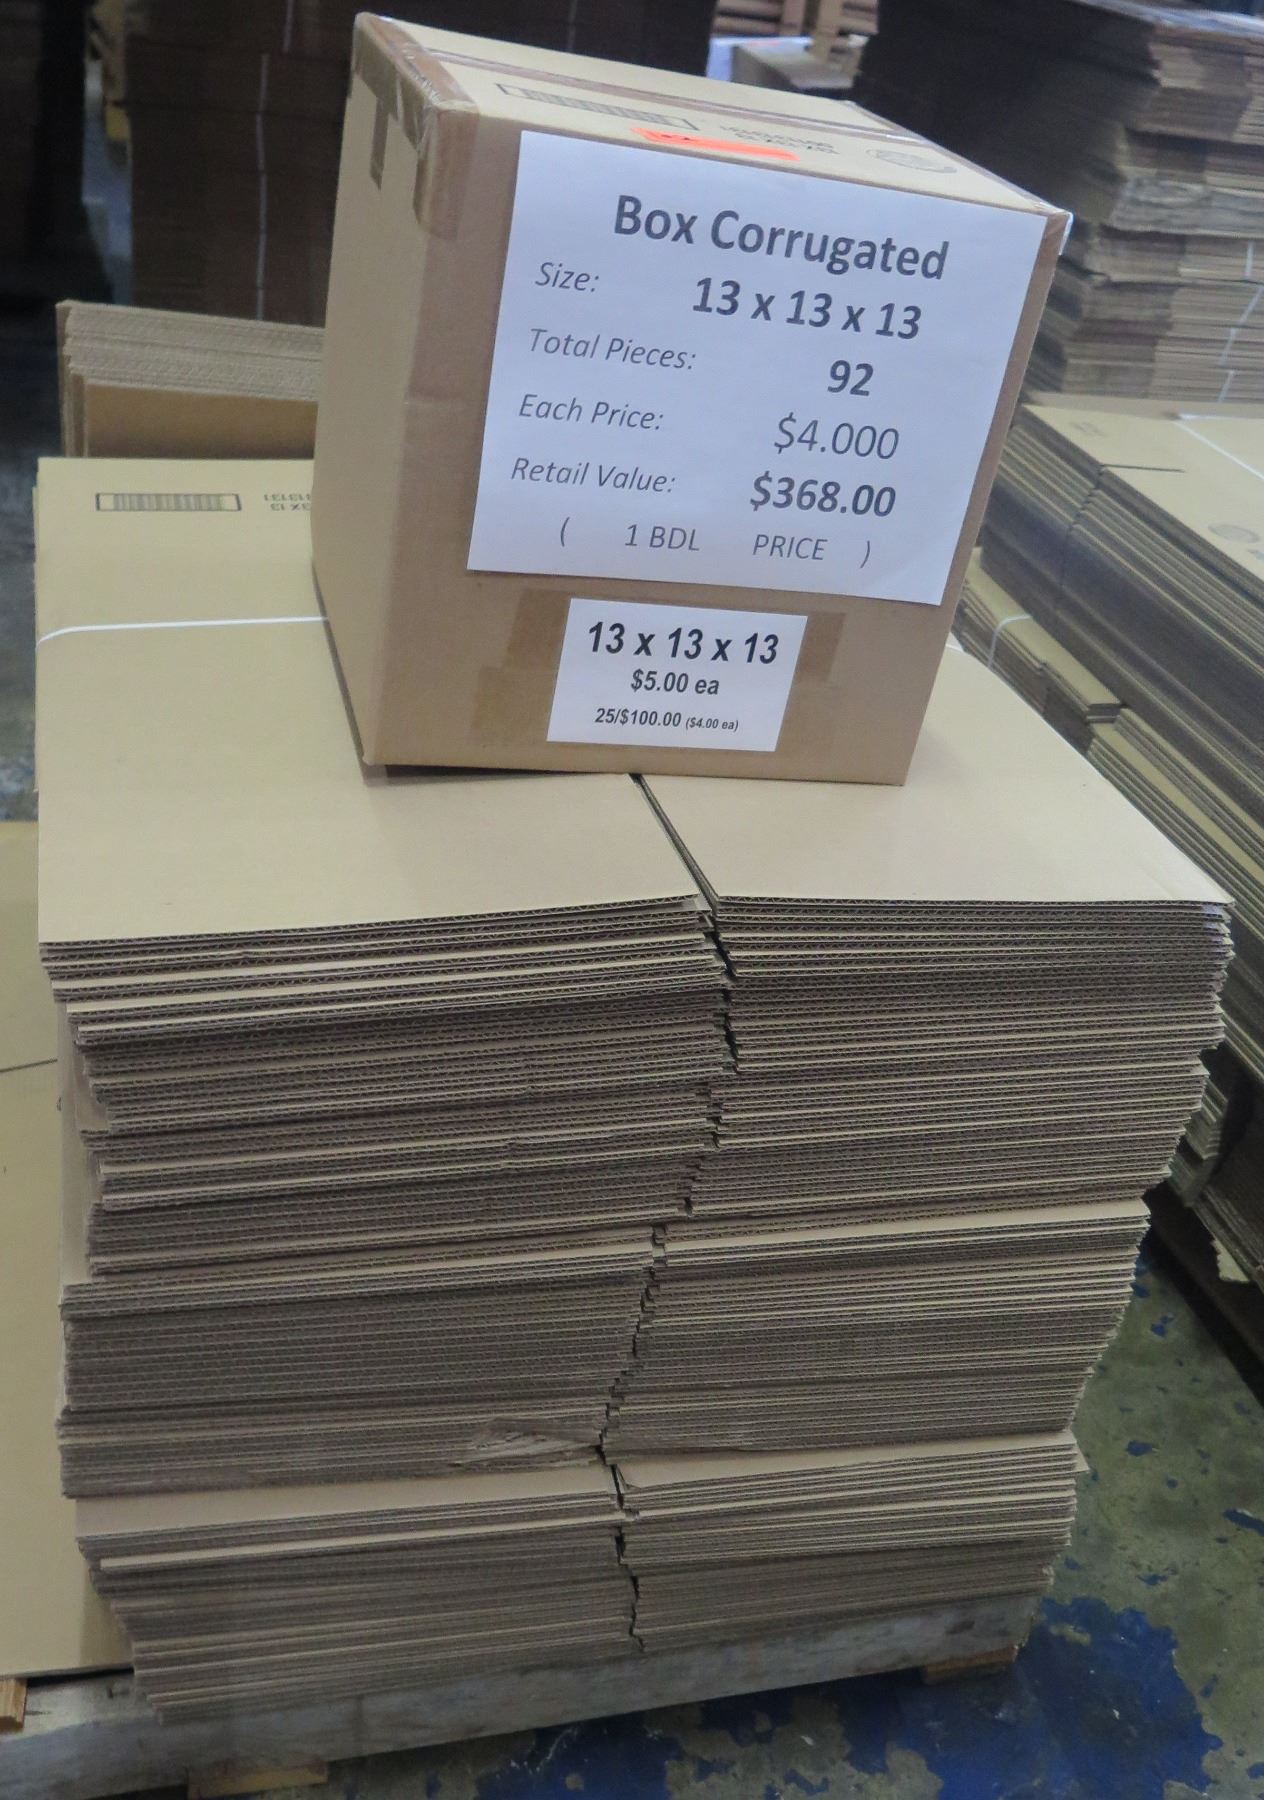 Box Corrugated
Size: 13 x 13 x 13
Total Pieces: 92
Each Price: $4.000
Retail Value: $368.00
( 1 BDL PRICE )
13 x 13 x 13
$5.00 ea
25/$100.00 ($4.00 ea)